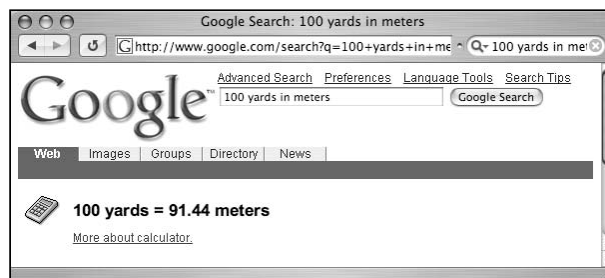 Google Search: 100 yards in meters
http://www.google.com/search?q=100+yards+in+me 100 yards in met
Advanced Search Preferences Language Tools Search Tips
Google™
100 yards in meters Google Search
Web Images Groups Directory News
100 yards = 91.44 meters
More about calculator.